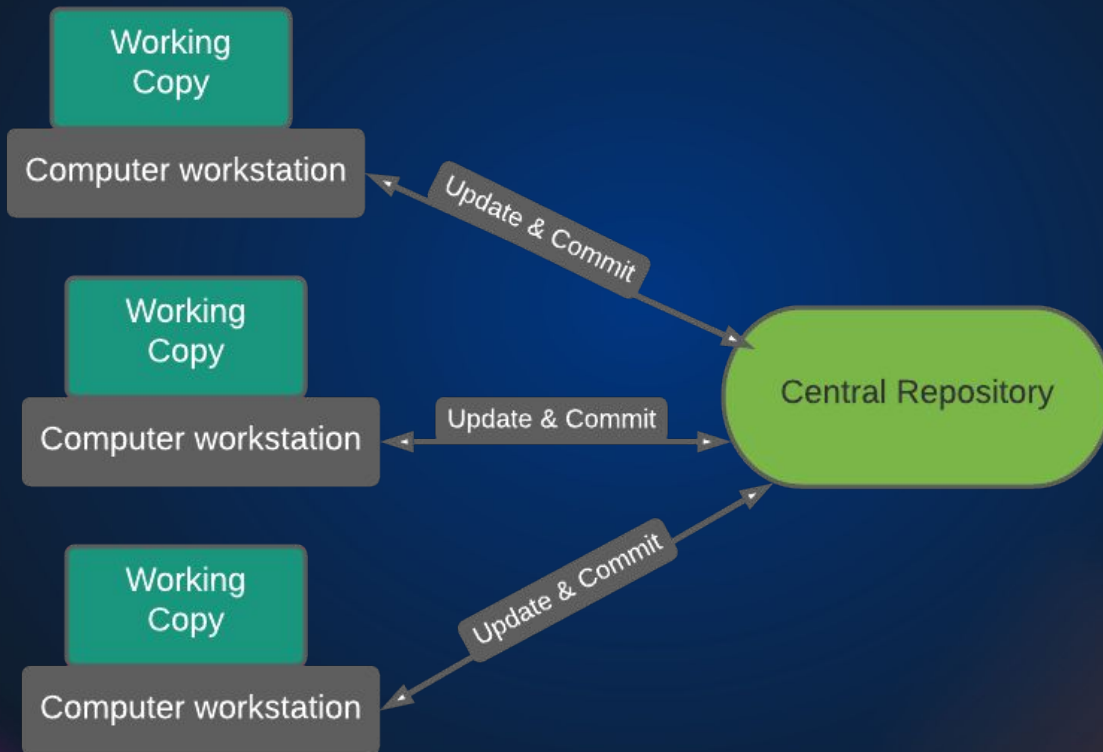 Working
Copy
Computer workstation
Update & Commit
Working
Copy
Computer workstation
Update & Commit
Central Repository
Working
Copy
Computer workstation
Update & Commit